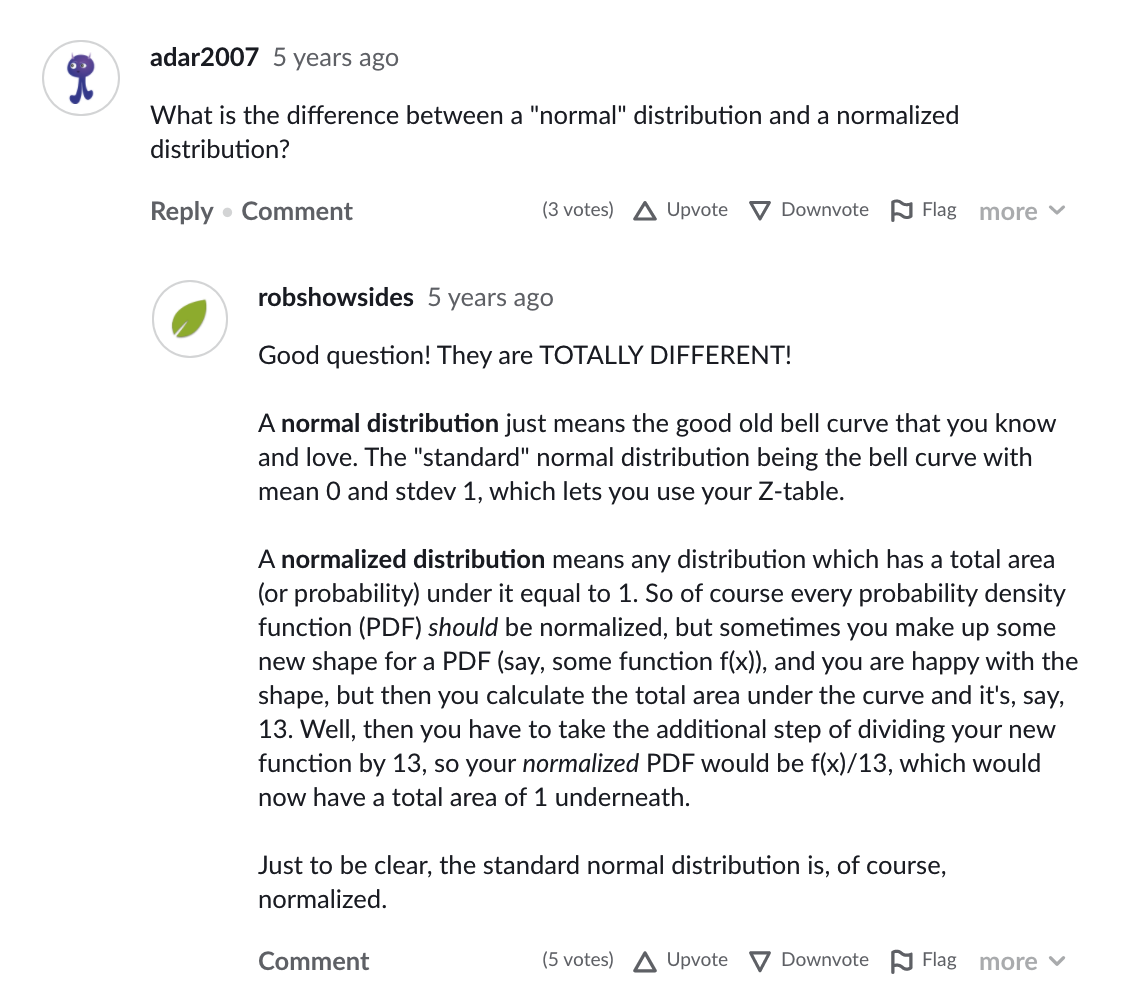 adar2007 5 years ago
What is the difference between a "normal" distribution and a normalized
distribution?
Reply • Comment (3 votes) Upvote Downvote Flag more
robshowsides 5 years ago
Good question! They are TOTALLY DIFFERENT!
A normal distribution just means the good old bell curve that you know
and love. The "standard" normal distribution being the bell curve with
mean 0 and stdev 1, which lets you use your Z-table.
A normalized distribution means any distribution which has a total area
(or probability) under it equal to 1. So of course every probability density
function (PDF) should be normalized, but sometimes you make up some
new shape for a PDF (say, some function f(x)), and you are happy with the
shape, but then you calculate the total area under the curve and it's, say,
13. Well, then you have to take the additional step of dividing your new
function by 13, so your normalized PDF would be f(x)/13, which would
now have a total area of 1 underneath.
Just to be clear, the standard normal distribution is, of course,
normalized.
Comment (5 votes) Upvote Downvote Flag more